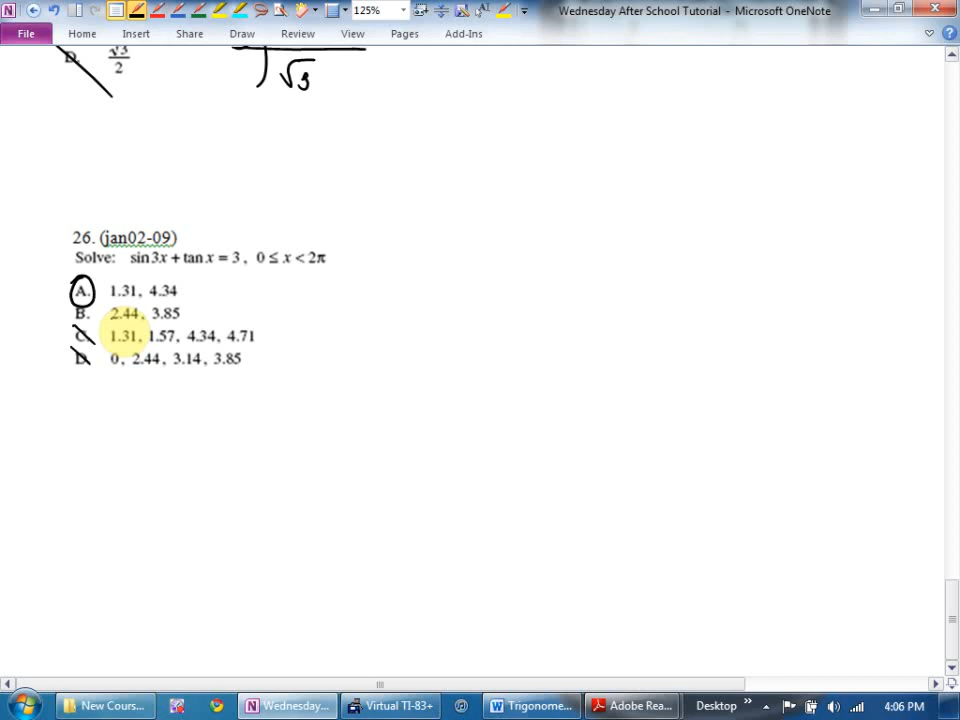 125%
Wednesday After School Tutorial - Microsoft OneNote
File Home Insert Draw Share Review View Pages Add-Ins
D. √3
2
√3
26. (jan02-09)
Solve: sin3x + tan x = 3 , 0 ≤ x < 2π
A. 1.31, 4.34
B. 2.44, 3.85
C. 1.31, 1.57, 4.34, 4.71
D. 0, 2.44, 3.14, 3.85
New Cours... Wednesday... Virtual TI-83+ Trigonome... Adobe Rea... Desktop » 4:06 PM